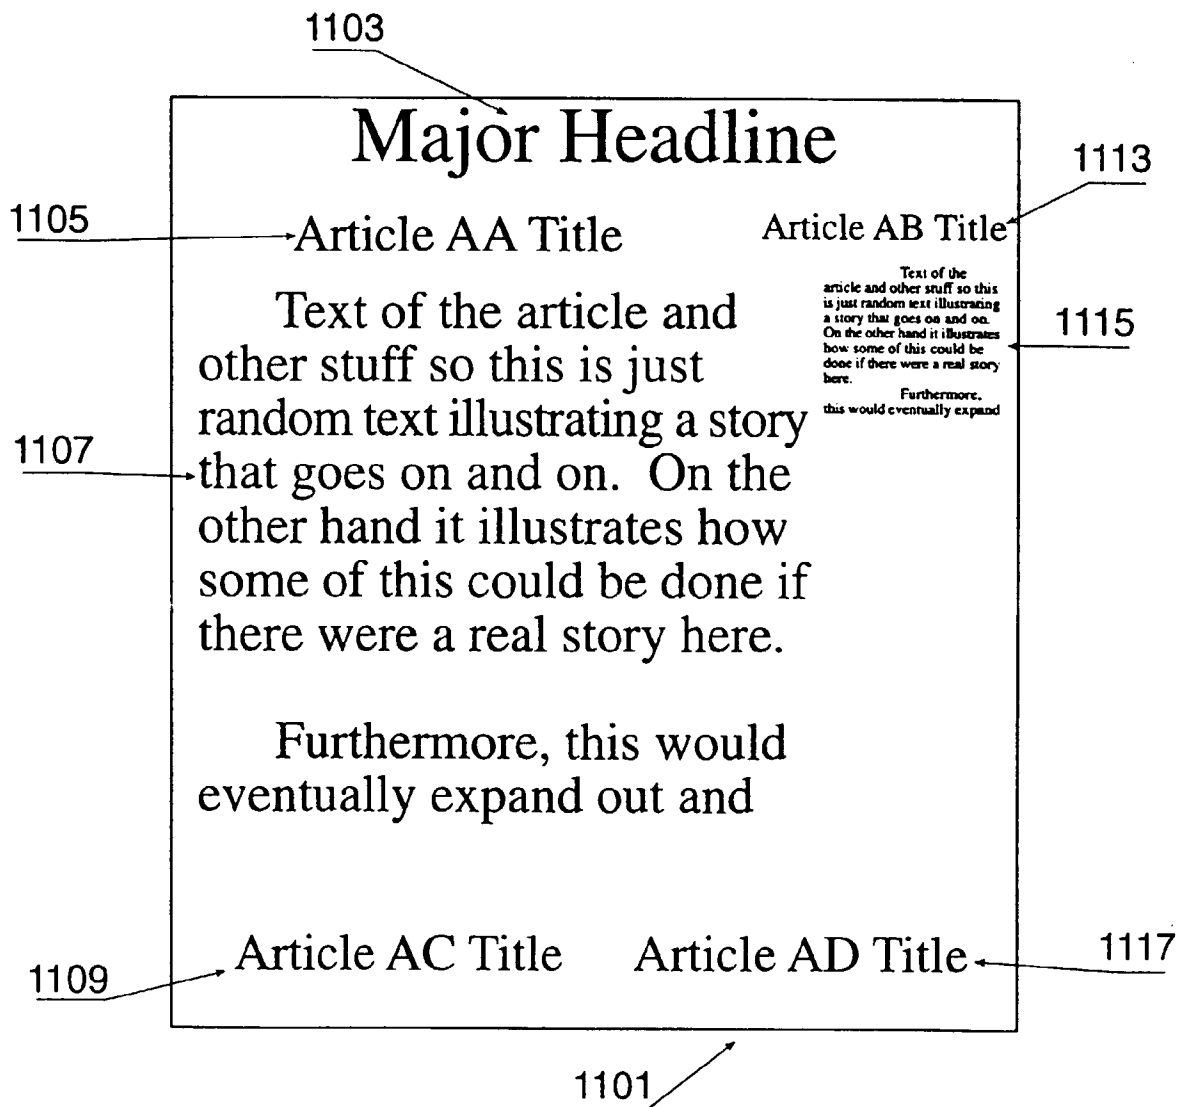 1103
Major Headline
1113
1105
Article AA Title
Article AB Title
Text of the article and
other stuff so this is just
random text illustrating a story
that goes on and on.  On the
other hand it illustrates how
some of this could be done if
there were a real story here.
Furthermore, this would
eventually expand out and
1107
Text of the
article and other stuff so this
is just random text illustrating
a story that goes on and on.
On the other hand it illustrates
how some of this could be
done if there were a real story
here.
Furthermore,
this would eventually expand
1115
Article AC Title
Article AD Title
1109
1117
1101